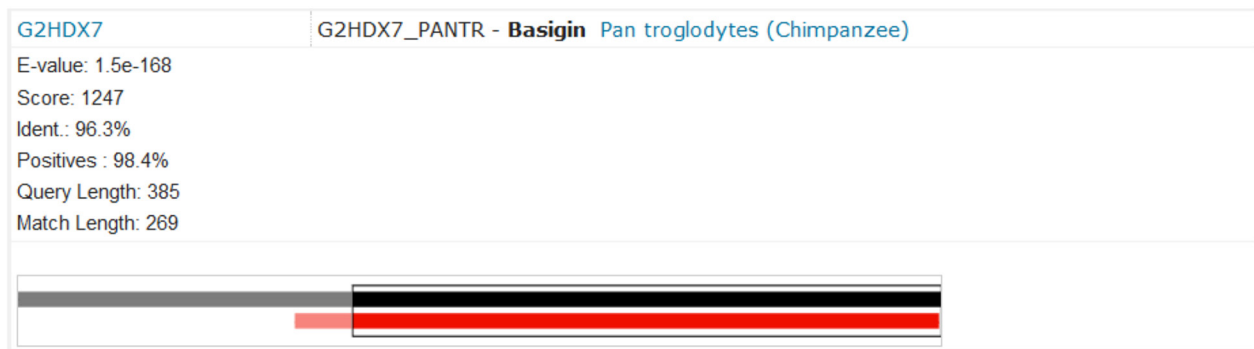 G2HDX7 G2HDX7_PANTR - Basigin Pan troglodytes (Chimpanzee)
E-value: 1.5e-168
Score: 1247
Ident.: 96.3%
Positives : 98.4%
Query Length: 385
Match Length: 269